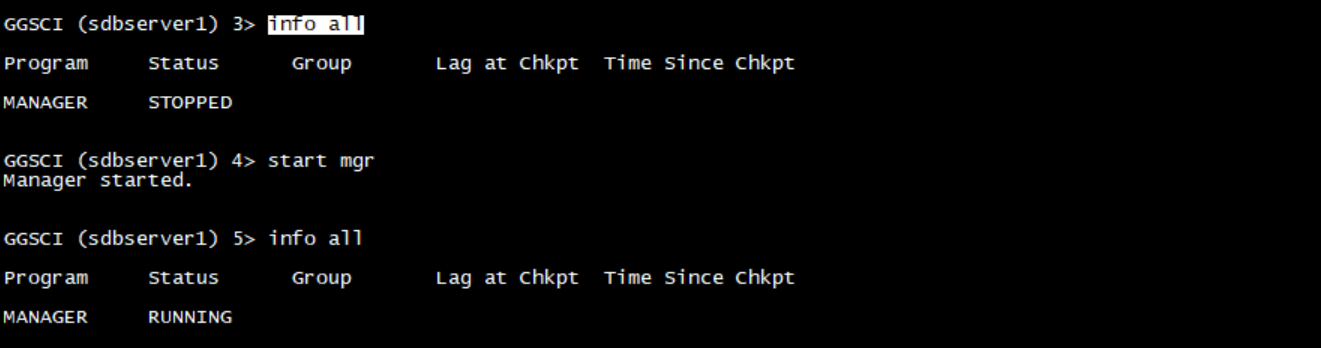 GGSCI (sdbserver1) 3> info all
Program Status Group Lag at Chkpt Time Since Chkpt
MANAGER STOPPED
GGSCI (sdbserver1) 4> start mgr
Manager started.
GGSCI (sdbserver1) 5> info all
Program Status Group Lag at Chkpt Time Since Chkpt
MANAGER RUNNING